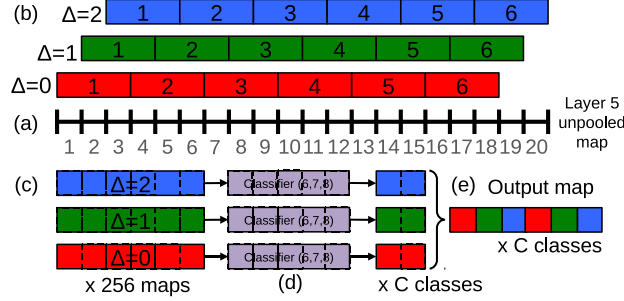 (b) Δ=2 1 2 3 4 5 6
Δ=1 1 2 3 4 5 6
Δ=0 1 2 3 4 5 6
(a)
1 2 3 4 5 6 7 8 9 10 11 12 13 14 15 16 17 18 19 20
Layer 5
unpooled
map
(c) Δ=2 Classifier (6,7,8)
Δ=1 Classifier (6,7,8)
Δ=0 Classifier (6,7,8)
x 256 maps
(d)
x C classes
(e) Output map
x C classes